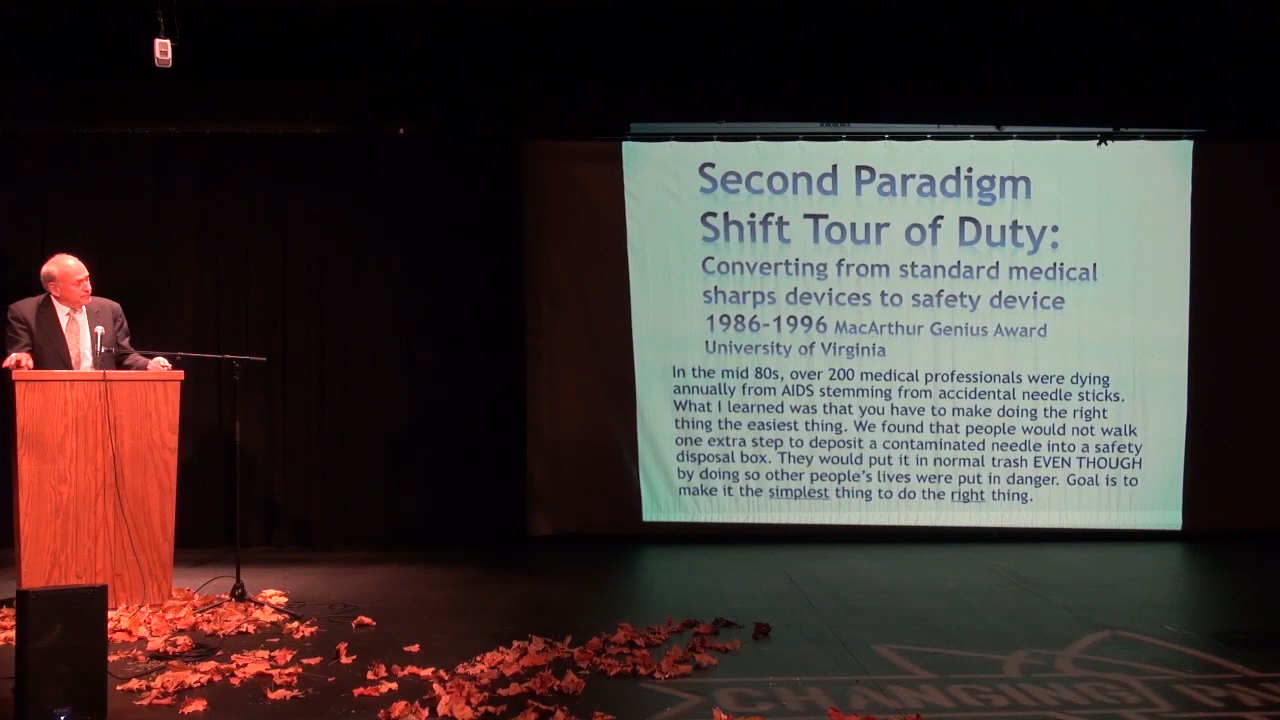 Second Paradigm
Shift Tour of Duty:
Converting from standard medical
sharps devices to safety device
1986-1996 MacArthur Genius Award
University of Virginia
In the mid 80s, over 200 medical professionals were dying
annually from AIDS stemming from accidental needle sticks.
What I learned was that you have to make doing the right
thing the easiest thing. We found that people would not walk
one extra step to deposit a contaminated needle into a safety
disposal box. They would put it in normal trash EVEN THOUGH
by doing so other people's lives were put in danger. Goal is to
make it the simplest thing to do the right thing.
CHANGING